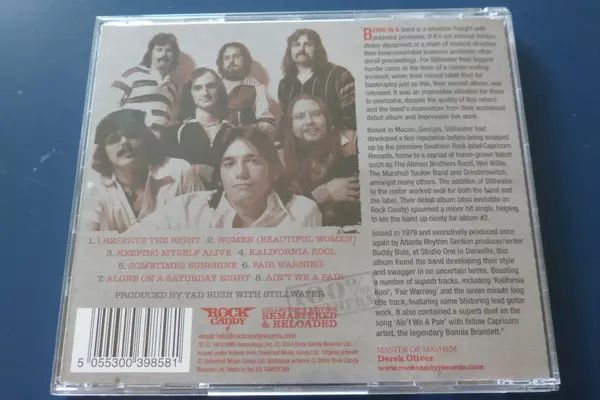 BEING IN A band is a situation fraught with
potential problems. If it's not internal friction,
stolen equipment or a clash of musical direction
then insurmountable business problems often
derail proceedings. For Stillwater their biggest
hurdle came in the form of a career-ending
incident, when their record label filed for
bankruptcy just as this, their second album, was
released. It was an impossible situation for them
to overcome, despite the quality of this record
and the band's momentum from their acclaimed
debut album and impressive live work.
Based in Macon, Georgia, Stillwater had
developed a fine reputation before being snapped
up by the premiere Southern Rock label Capricorn
Records, home to a myriad of home-grown talent
such as The Allman Brothers Band, Wet Willie,
The Marshall Tucker Band and Grinderswitch,
amongst many others. The addition of Stillwater
to the roster worked well for both the band and
the label. Their debut album (also available on
Rock Candy) spawned a minor hit single, helping
to set the band up nicely for album #2.
Issued in 1979 and executively produced once
again by Atlanta Rhythm Section producer/writer
Buddy Buie, at Studio One in Doraville, this
album found the band developing their style
and swagger in no uncertain terms. Boasting
a number of superb tracks, including 'Kalifornia
Kool', 'Fair Warning' and the seven minute long
title track, featuring some blistering lead guitar
work. It also contained a superb duet on the
song 'Ain't We A Pair' with fellow Capricorn
artist, the legendary Bonnie Bramlett."
MASTER OF MAYHEM
Derek Oliver
www.rockcandyrecords.com
1. I RESERVE THE RIGHT 2. WOMEN (BEAUTIFUL WOMEN)
3. KEEPING MYSELF ALIVE 4. KALIFORNIA KOOL
5. SOMETIMES SUNSHINE 6. FAIR WARNING
7. ALONE ON A SATURDAY NIGHT 8. AIN'T WE A PAIR
PRODUCED BY TAD BUSH WITH STILLWATER
100%
ROCK
CANDY
COLLECTOR'S EDITION
REMASTERED
& RELOADED
email: info@rockcandyrecords.com
5 055300 398581